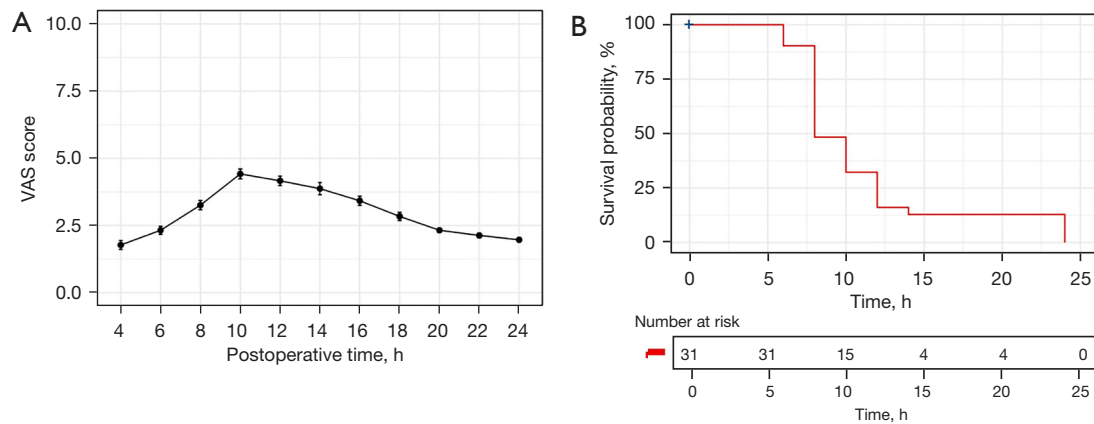 A
10.0
7.5
5.0
2.5
0.0
VAS score
4 6 8 10 12 14 16 18 20 22 24
Postoperative time, h
B
100
75
50
25
0
Survival probability, %
0 5 10 15 20 25
Time, h
Number at risk
31 31 15 4 4 0
0 5 10 15 20 25
Time, h